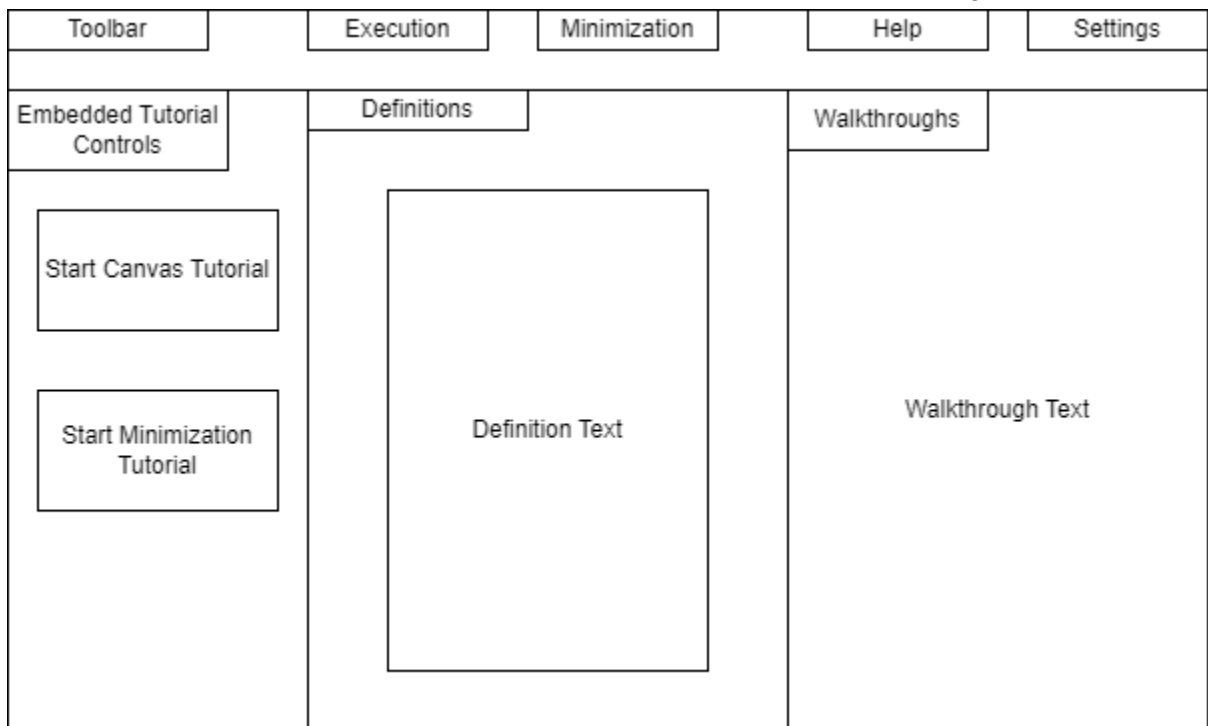 Toolbar
Execution
Minimization
Help
Settings
Embedded Tutorial
Controls
Definitions
Walkthroughs
Start Canvas Tutorial
Start Minimization
Tutorial
Definition Text
Walkthrough Text